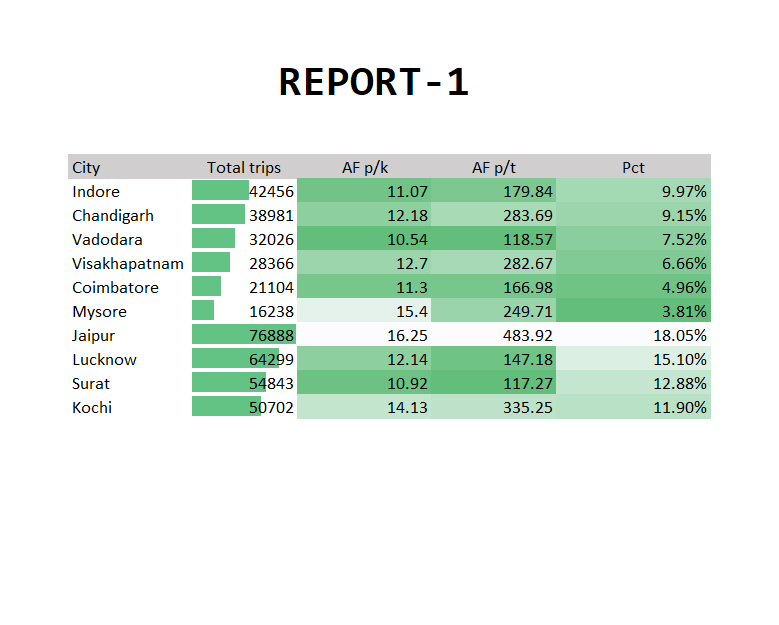 REPORT-1
City Total trips AF p/k AF p/t Pct
Indore 42456 11.07 179.84 9.97%
Chandigarh 38981 12.18 283.69 9.15%
Vadodara 32026 10.54 118.57 7.52%
Visakhapatnam 28366 12.7 282.67 6.66%
Coimbatore 21104 11.3 166.98 4.96%
Mysore 16238 15.4 249.71 3.81%
Jaipur 76888 16.25 483.92 18.05%
Lucknow 64299 12.14 147.18 15.10%
Surat 54843 10.92 117.27 12.88%
Kochi 50702 14.13 335.25 11.90%